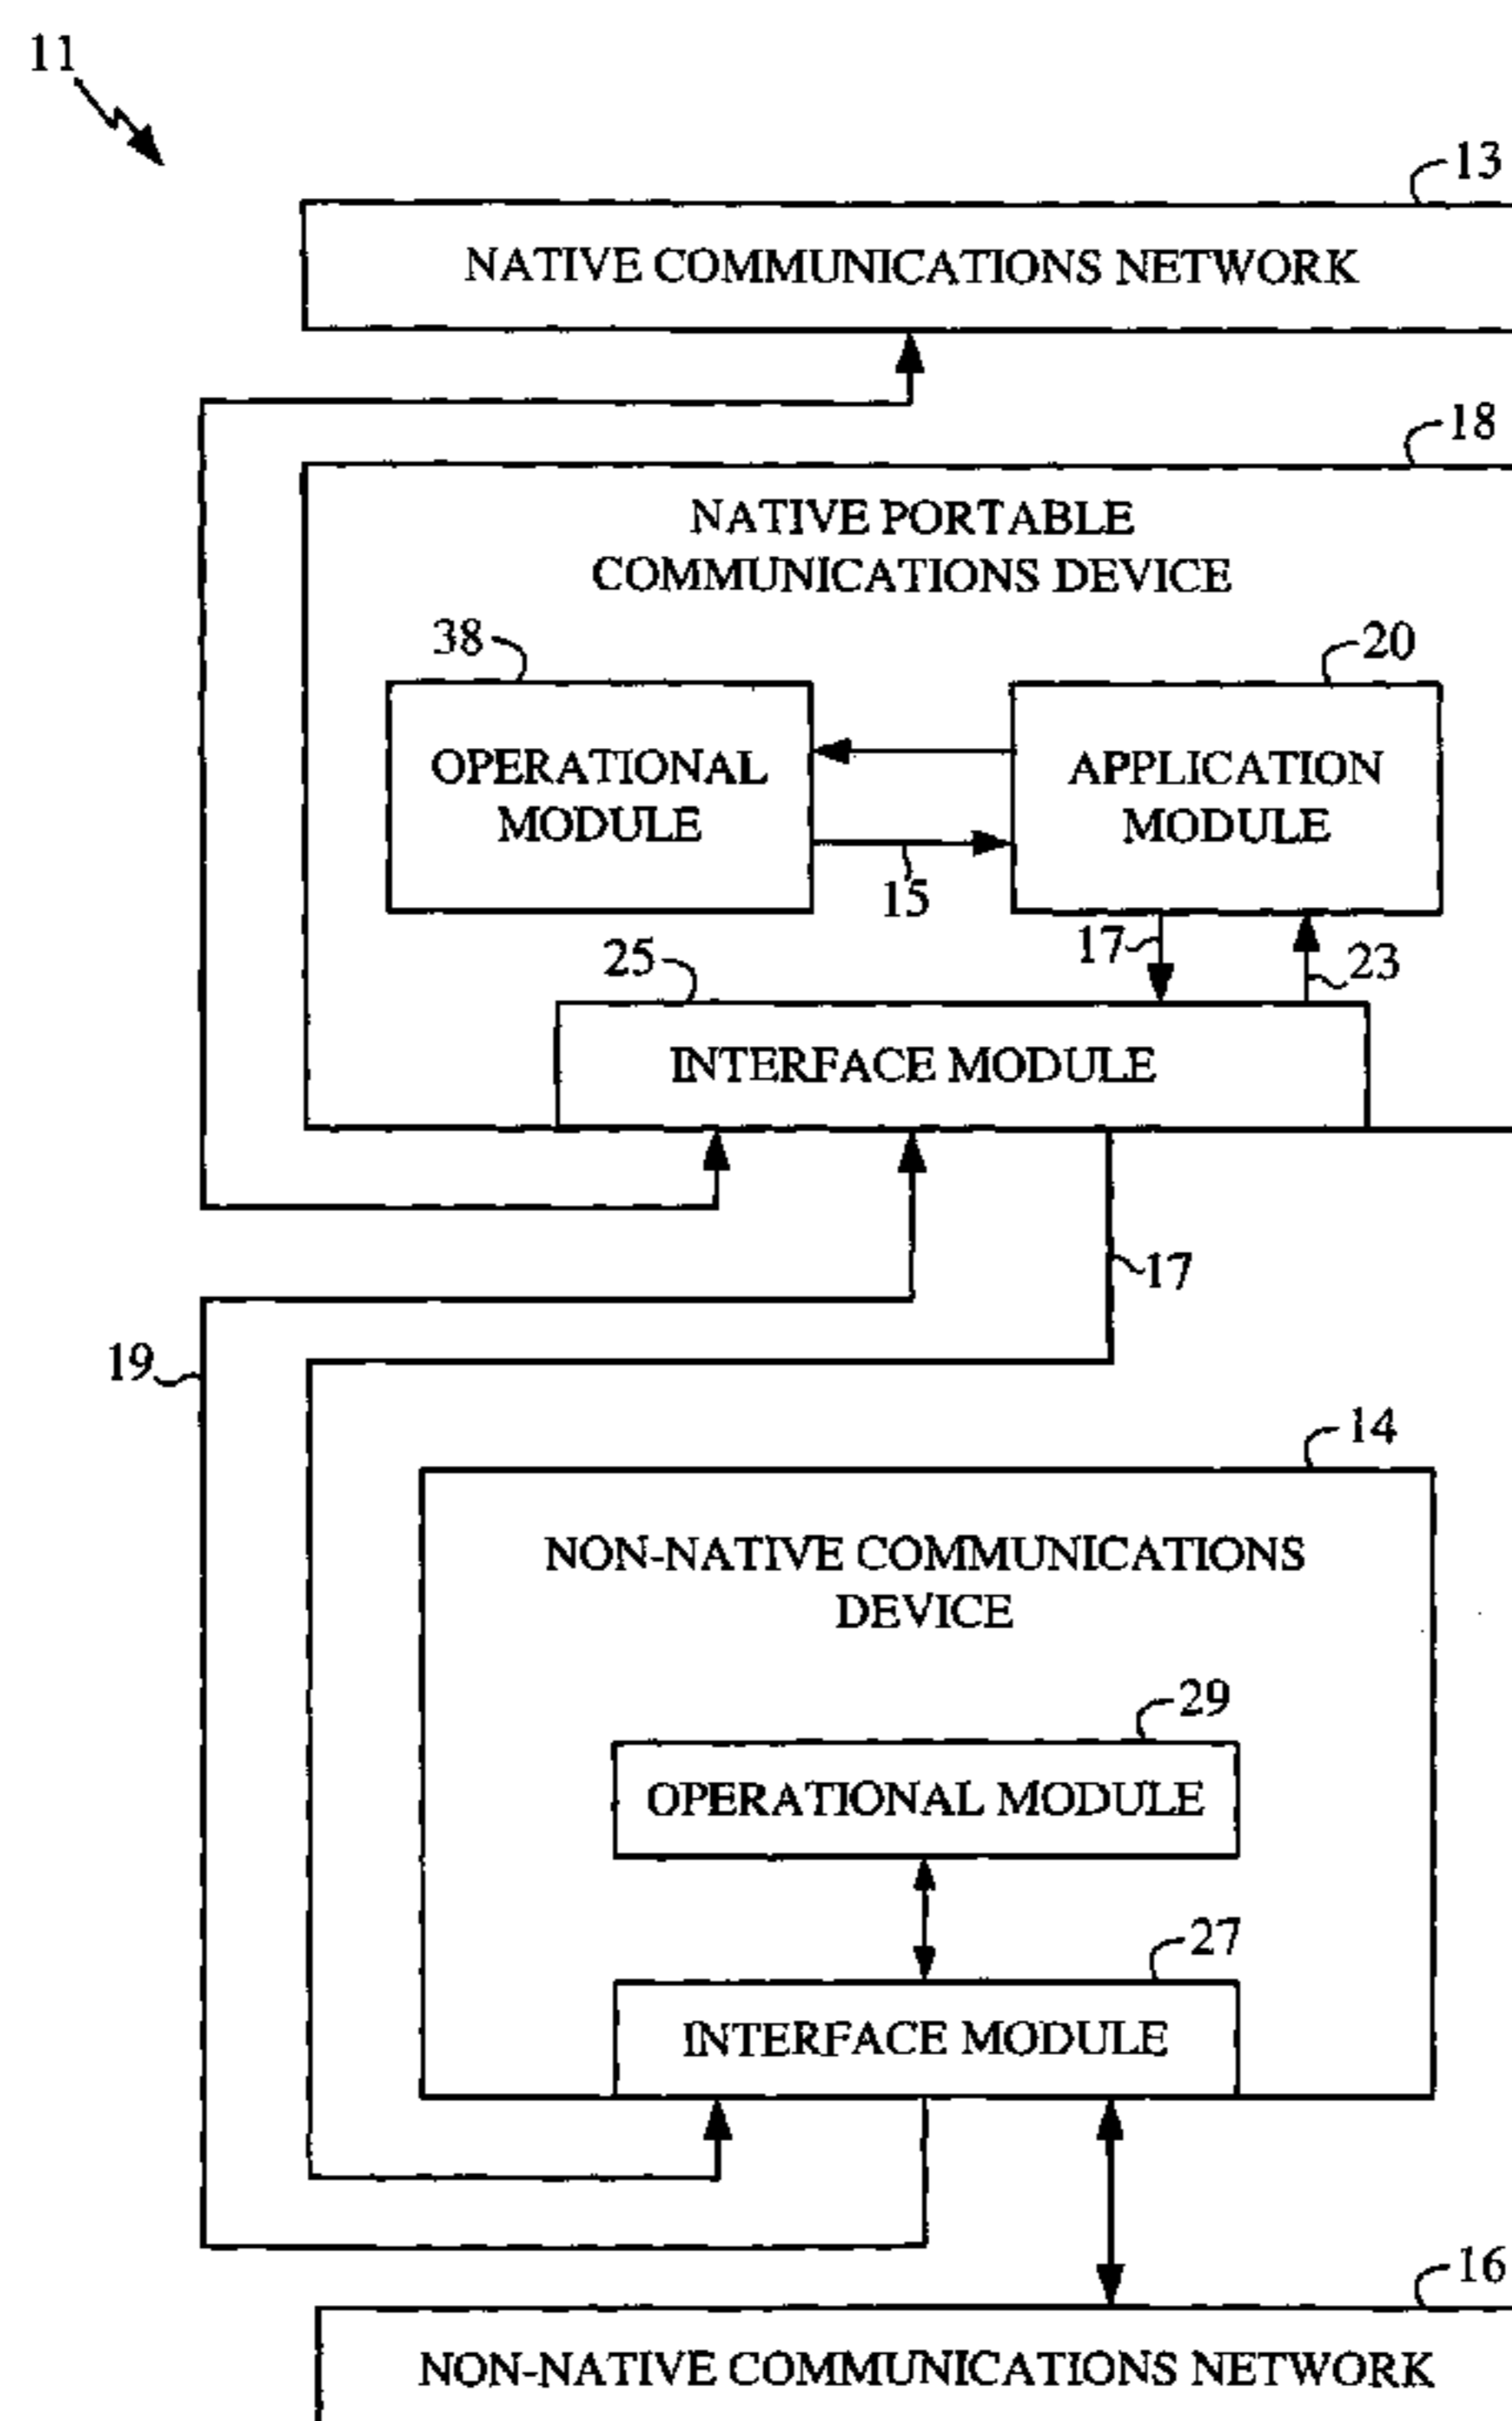 11
13
NATIVE COMMUNICATIONS NETWORK
18
NATIVE PORTABLE
COMMUNICATIONS DEVICE
38
20
OPERATIONAL
MODULE
APPLICATION
MODULE
15
17
23
25
INTERFACE MODULE
17
19
14
NON-NATIVE COMMUNICATIONS
DEVICE
29
OPERATIONAL MODULE
27
INTERFACE MODULE
16
NON-NATIVE COMMUNICATIONS NETWORK